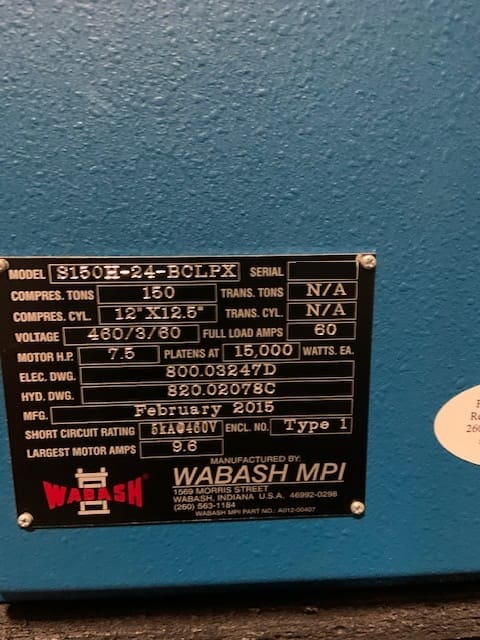 MODEL S150H-24-BCLPX SERIAL
COMPRES. TONS 150 TRANS. TONS N/A
COMPRES. CYL. 12"X12.5" TRANS. CYL. N/A
VOLTAGE 460/3/60 FULL LOAD AMPS 60
MOTOR H.P. 7.5 PLATENS AT 15,000 WATTS. EA.
ELEC. DWG. 800.03247D
HYD. DWG. 820.02078C
MFG. February 2015
SHORT CIRCUIT RATING 5kA@460V ENCL. NO. Type 1
LARGEST MOTOR AMPS 9.6
MANUFACTURED BY:
WABASH MPI
1569 MORRIS STREET
WABASH, INDIANA U.S.A. 46992-0298
(260) 563-1184
WABASH MPI PART NO.: A012-00407
WABASH
260